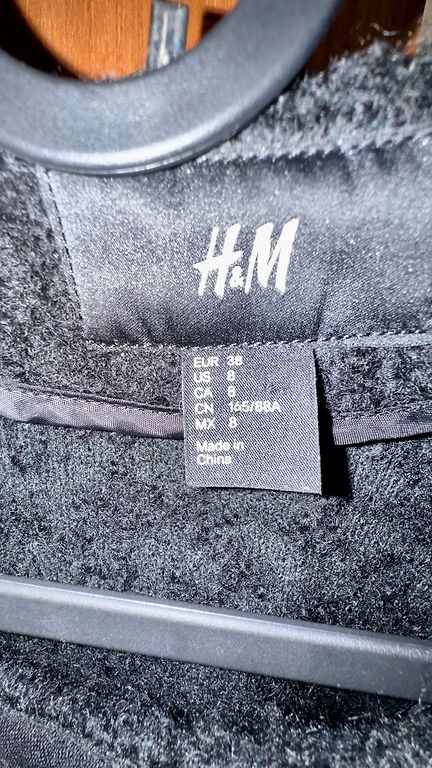 H&M
EUR 38
US 8
CA 8
CN 165/88A
MX 8
Made in
China